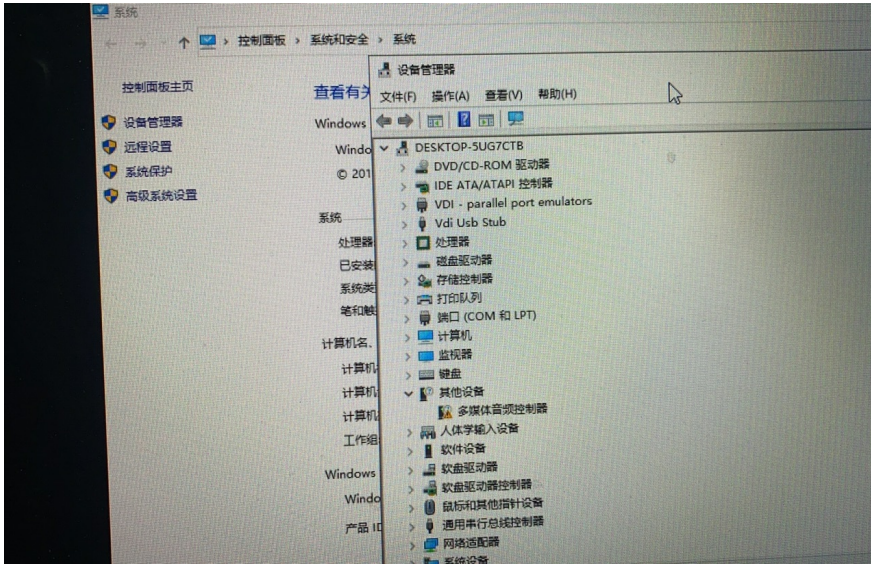 系统
控制面板 › 系统和安全 › 系统
控制面板主页
设备管理器
远程设置
系统保护
高级系统设置
查看有关
Windows
Windo
© 201
系统
处理器
已安装
系统类
笔和触
计算机名、
计算机
计算机
计算机
工作组
Windows
Windo
产品 ID
设备管理器
文件(F) 操作(A) 查看(V) 帮助(H)
DESKTOP-5UG7CTB
DVD/CD-ROM 驱动器
IDE ATA/ATAPI 控制器
VDI - parallel port emulators
Vdi Usb Stub
处理器
磁盘驱动器
存储控制器
打印队列
端口 (COM 和 LPT)
计算机
监视器
键盘
其他设备
多媒体音频控制器
人体学输入设备
软件设备
软盘驱动器
软盘驱动器控制器
鼠标和其他指针设备
通用串行总线控制器
网络适配器
系统设备